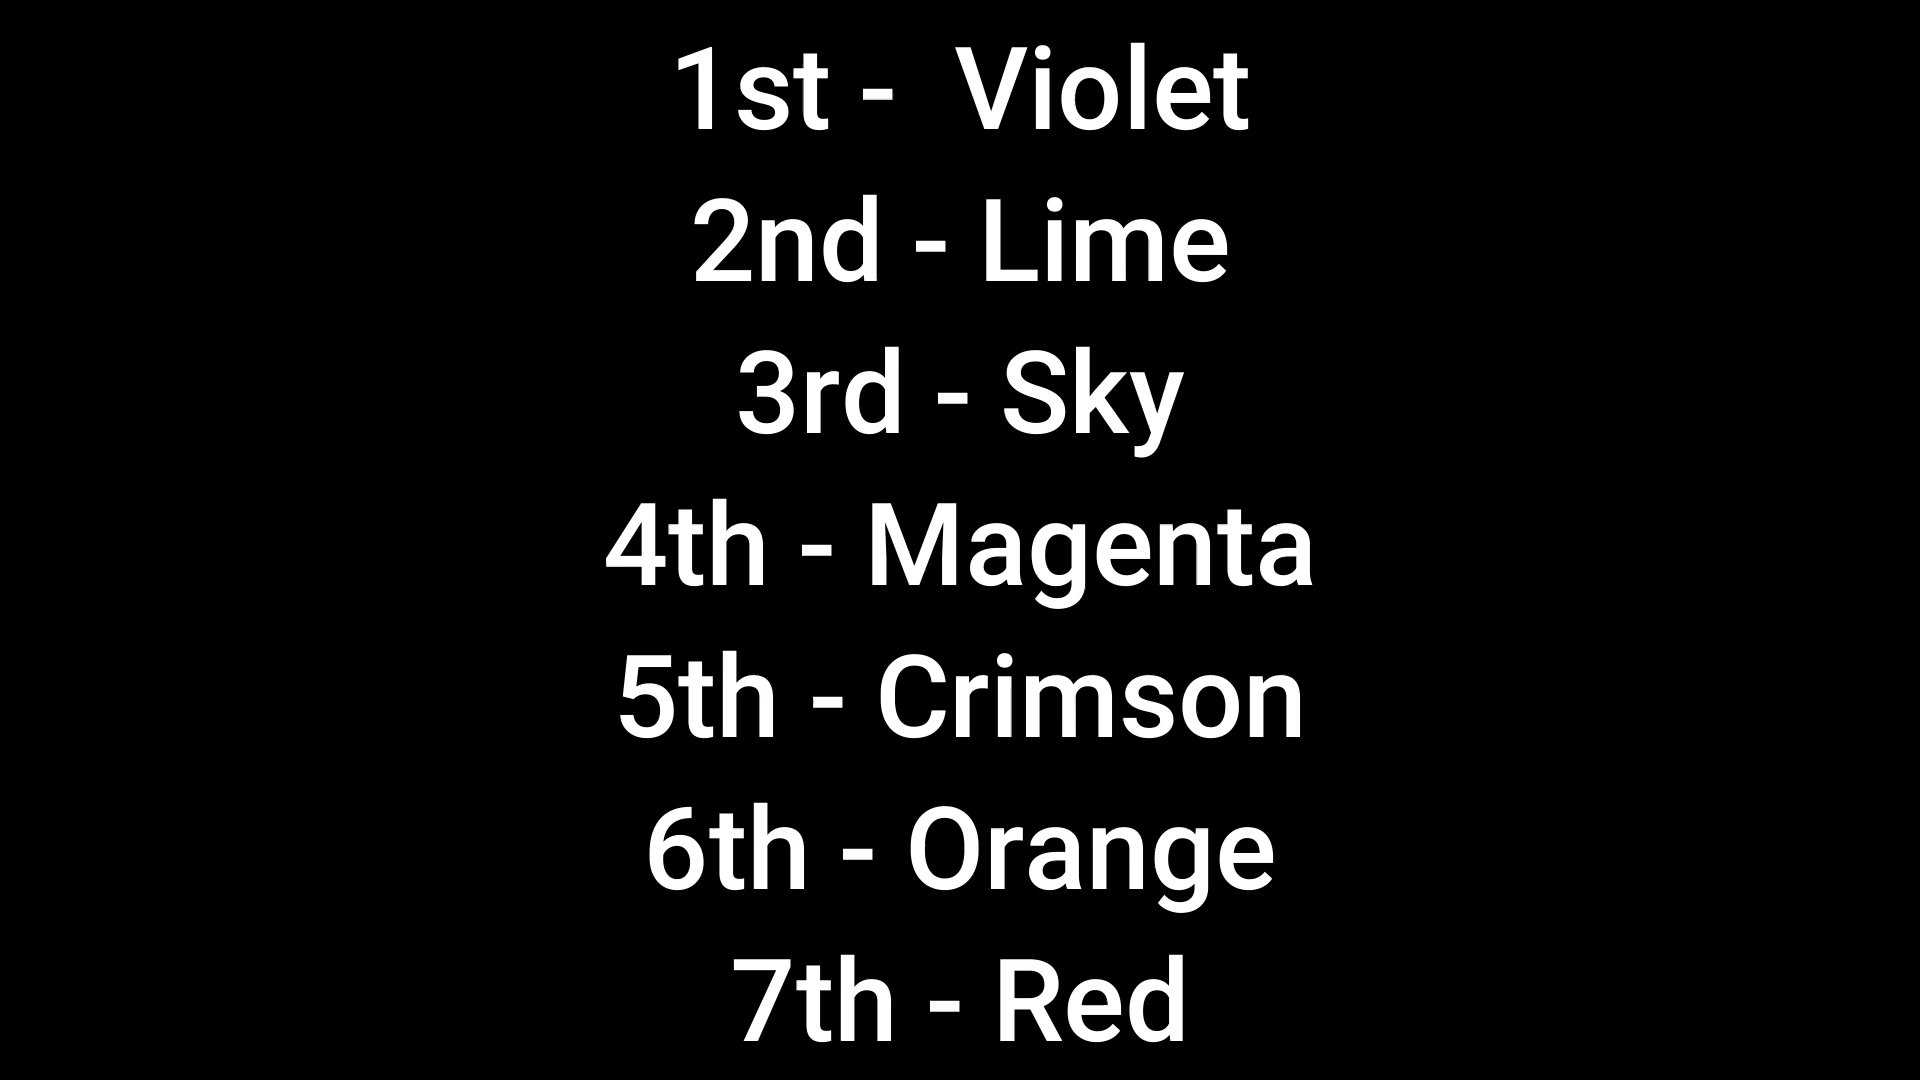 1st -  Violet
2nd - Lime
3rd - Sky
4th - Magenta
5th - Crimson
6th - Orange
7th - Red